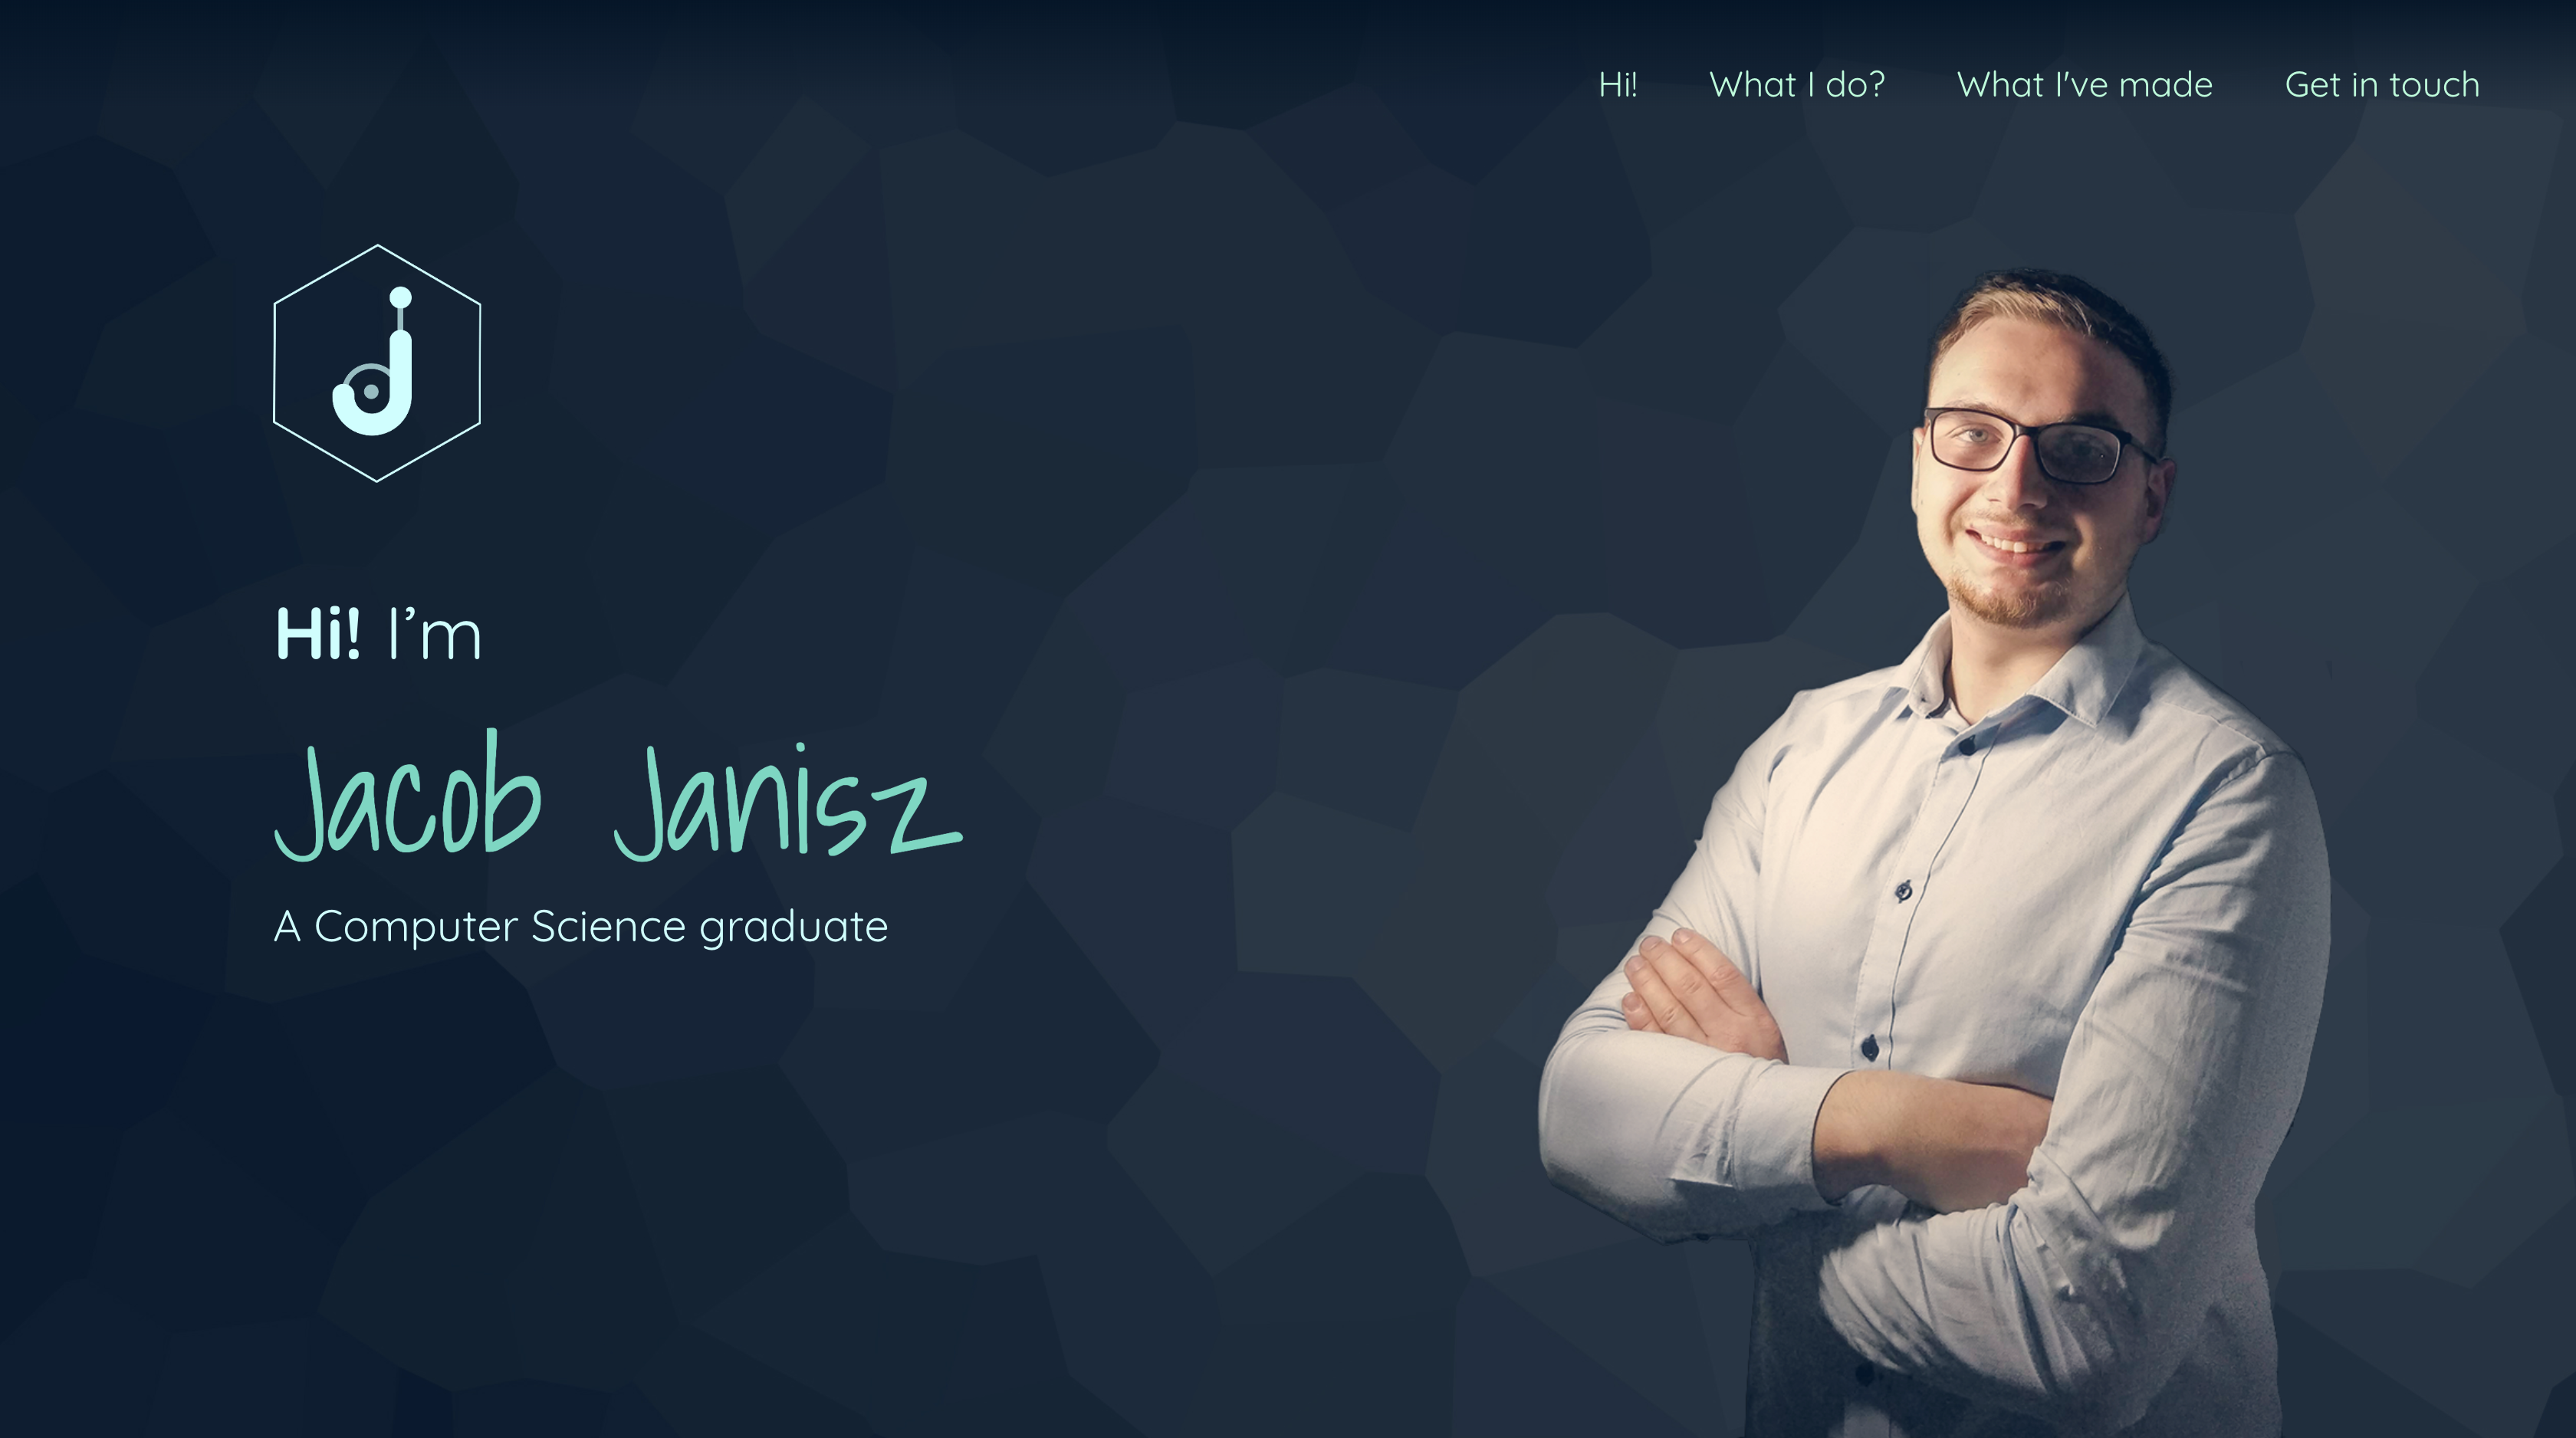 Hi! What I do? What I've made Get in touch
Hi! I’m
Jacob Janisz
A Computer Science graduate